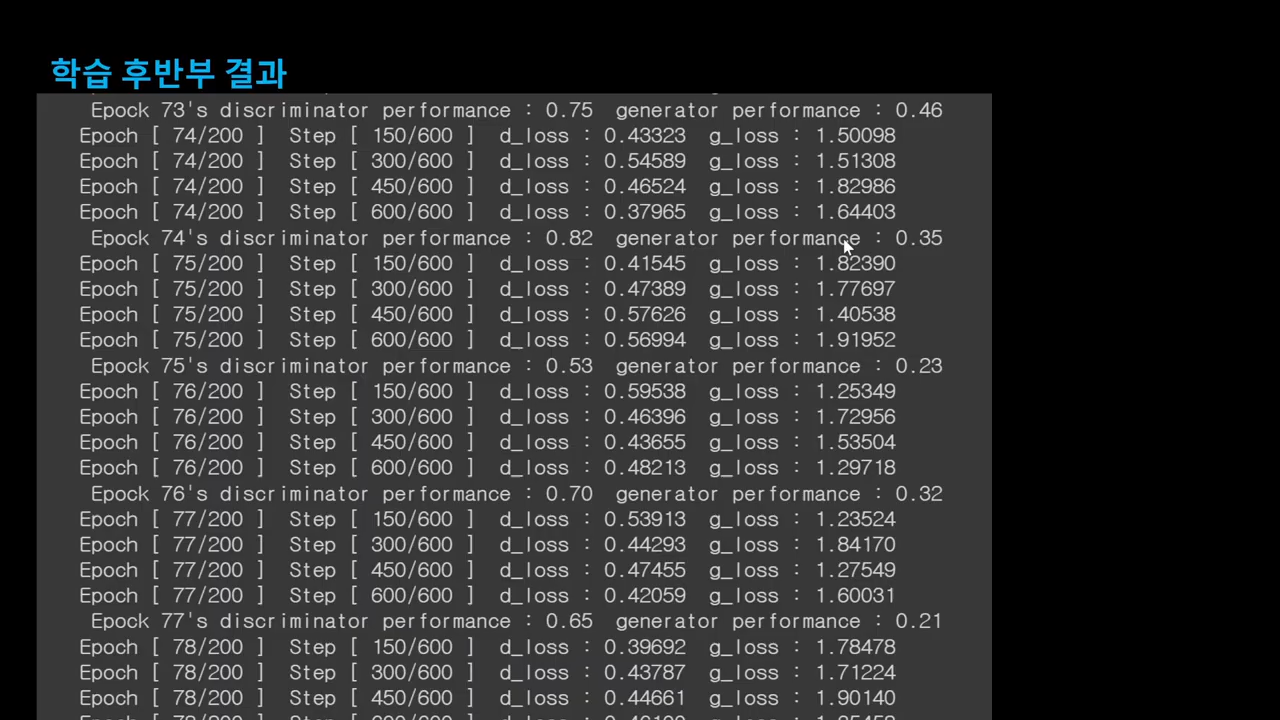 학습 후반부 결과
Epock 73's discriminator performance : 0.75 generator performance : 0.46
Epoch [ 74/200 ] Step [ 150/600 ] d_loss : 0.43323 g_loss : 1.50098
Epoch [ 74/200 ] Step [ 300/600 ] d_loss : 0.54589 g_loss : 1.51308
Epoch [ 74/200 ] Step [ 450/600 ] d_loss : 0.46524 g_loss : 1.82986
Epoch [ 74/200 ] Step [ 600/600 ] d_loss : 0.37965 g_loss : 1.64403
Epock 74's discriminator performance : 0.82 generator performance : 0.35
Epoch [ 75/200 ] Step [ 150/600 ] d_loss : 0.41545 g_loss : 1.82390
Epoch [ 75/200 ] Step [ 300/600 ] d_loss : 0.47389 g_loss : 1.77697
Epoch [ 75/200 ] Step [ 450/600 ] d_loss : 0.57626 g_loss : 1.40538
Epoch [ 75/200 ] Step [ 600/600 ] d_loss : 0.56994 g_loss : 1.91952
Epock 75's discriminator performance : 0.53 generator performance : 0.23
Epoch [ 76/200 ] Step [ 150/600 ] d_loss : 0.59538 g_loss : 1.25349
Epoch [ 76/200 ] Step [ 300/600 ] d_loss : 0.46396 g_loss : 1.72956
Epoch [ 76/200 ] Step [ 450/600 ] d_loss : 0.43655 g_loss : 1.53504
Epoch [ 76/200 ] Step [ 600/600 ] d_loss : 0.48213 g_loss : 1.29718
Epock 76's discriminator performance : 0.70 generator performance : 0.32
Epoch [ 77/200 ] Step [ 150/600 ] d_loss : 0.53913 g_loss : 1.23524
Epoch [ 77/200 ] Step [ 300/600 ] d_loss : 0.44293 g_loss : 1.84170
Epoch [ 77/200 ] Step [ 450/600 ] d_loss : 0.47455 g_loss : 1.27549
Epoch [ 77/200 ] Step [ 600/600 ] d_loss : 0.42059 g_loss : 1.60031
Epock 77's discriminator performance : 0.65 generator performance : 0.21
Epoch [ 78/200 ] Step [ 150/600 ] d_loss : 0.39692 g_loss : 1.78478
Epoch [ 78/200 ] Step [ 300/600 ] d_loss : 0.43787 g_loss : 1.71224
Epoch [ 78/200 ] Step [ 450/600 ] d_loss : 0.44661 g_loss : 1.90140